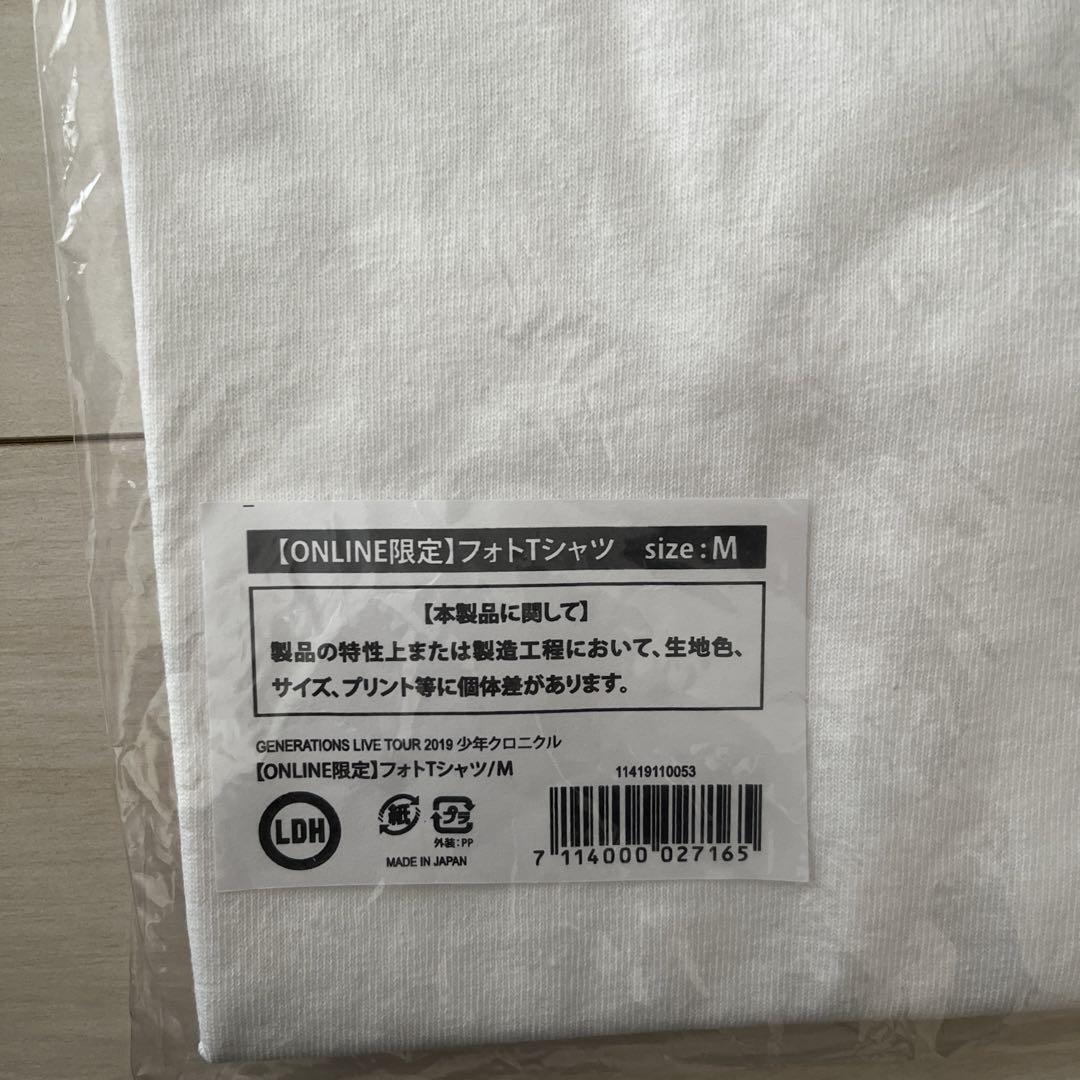 【ONLINE限定】フォトTシャツ size : M
【本製品に関して】
製品の特性上または製造工程において、生地色、
サイズ、プリント等に個体差があります。
GENERATIONS LIVE TOUR 2019 少年クロニクル
【ONLINE限定】フォトTシャツ/M
11419110053
LDH
紙
プラ
外装:PP
MADE IN JAPAN
7 114000 027165